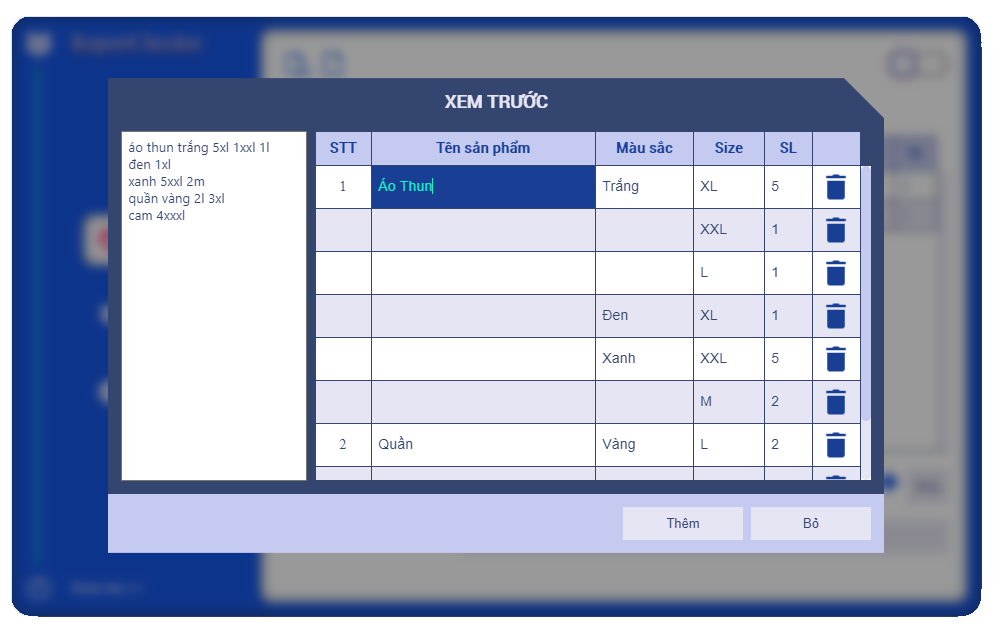 XEM TRƯỚC
áo thun trắng 5xl 1xxl 1l
đen 1xl
xanh 5xxl 2m
quần vàng 2l 3xl
cam 4xxxl
STT Tên sản phẩm Màu sắc Size SL
1 Áo Thun Trắng XL 5
XXL 1
L 1
Đen XL 1
Xanh XXL 5
M 2
2 Quần Vàng L 2
Thêm Bỏ